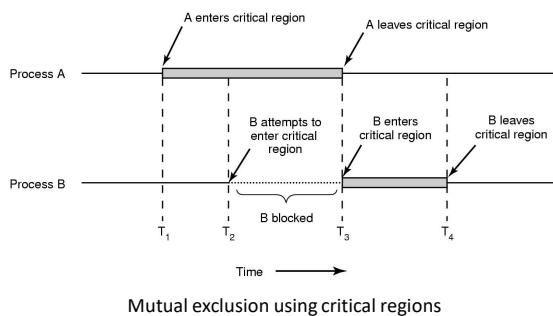 A enters critical region
A leaves critical region
Process A
B attempts to
enter critical
region
B enters
critical region
B leaves
critical region
Process B
B blocked
T1
T2
T3
T4
Time
Mutual exclusion using critical regions